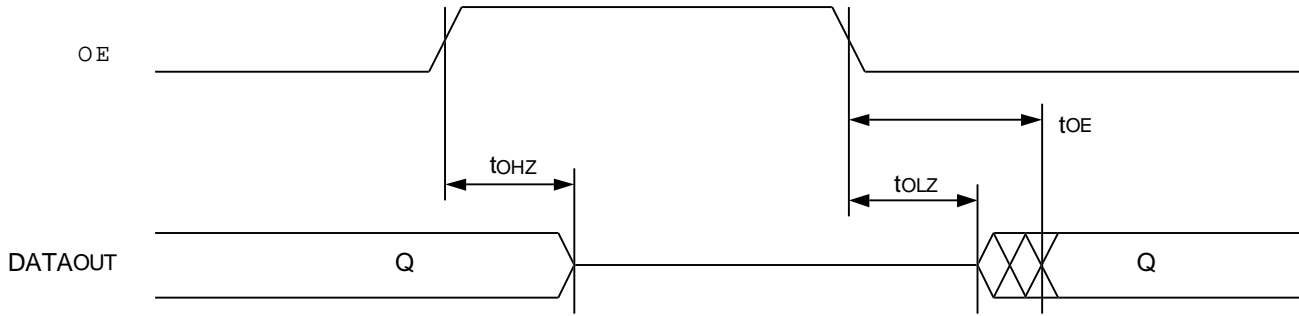 OE
tOE
tOHZ
tOLZ
DATAOUT
Q
Q